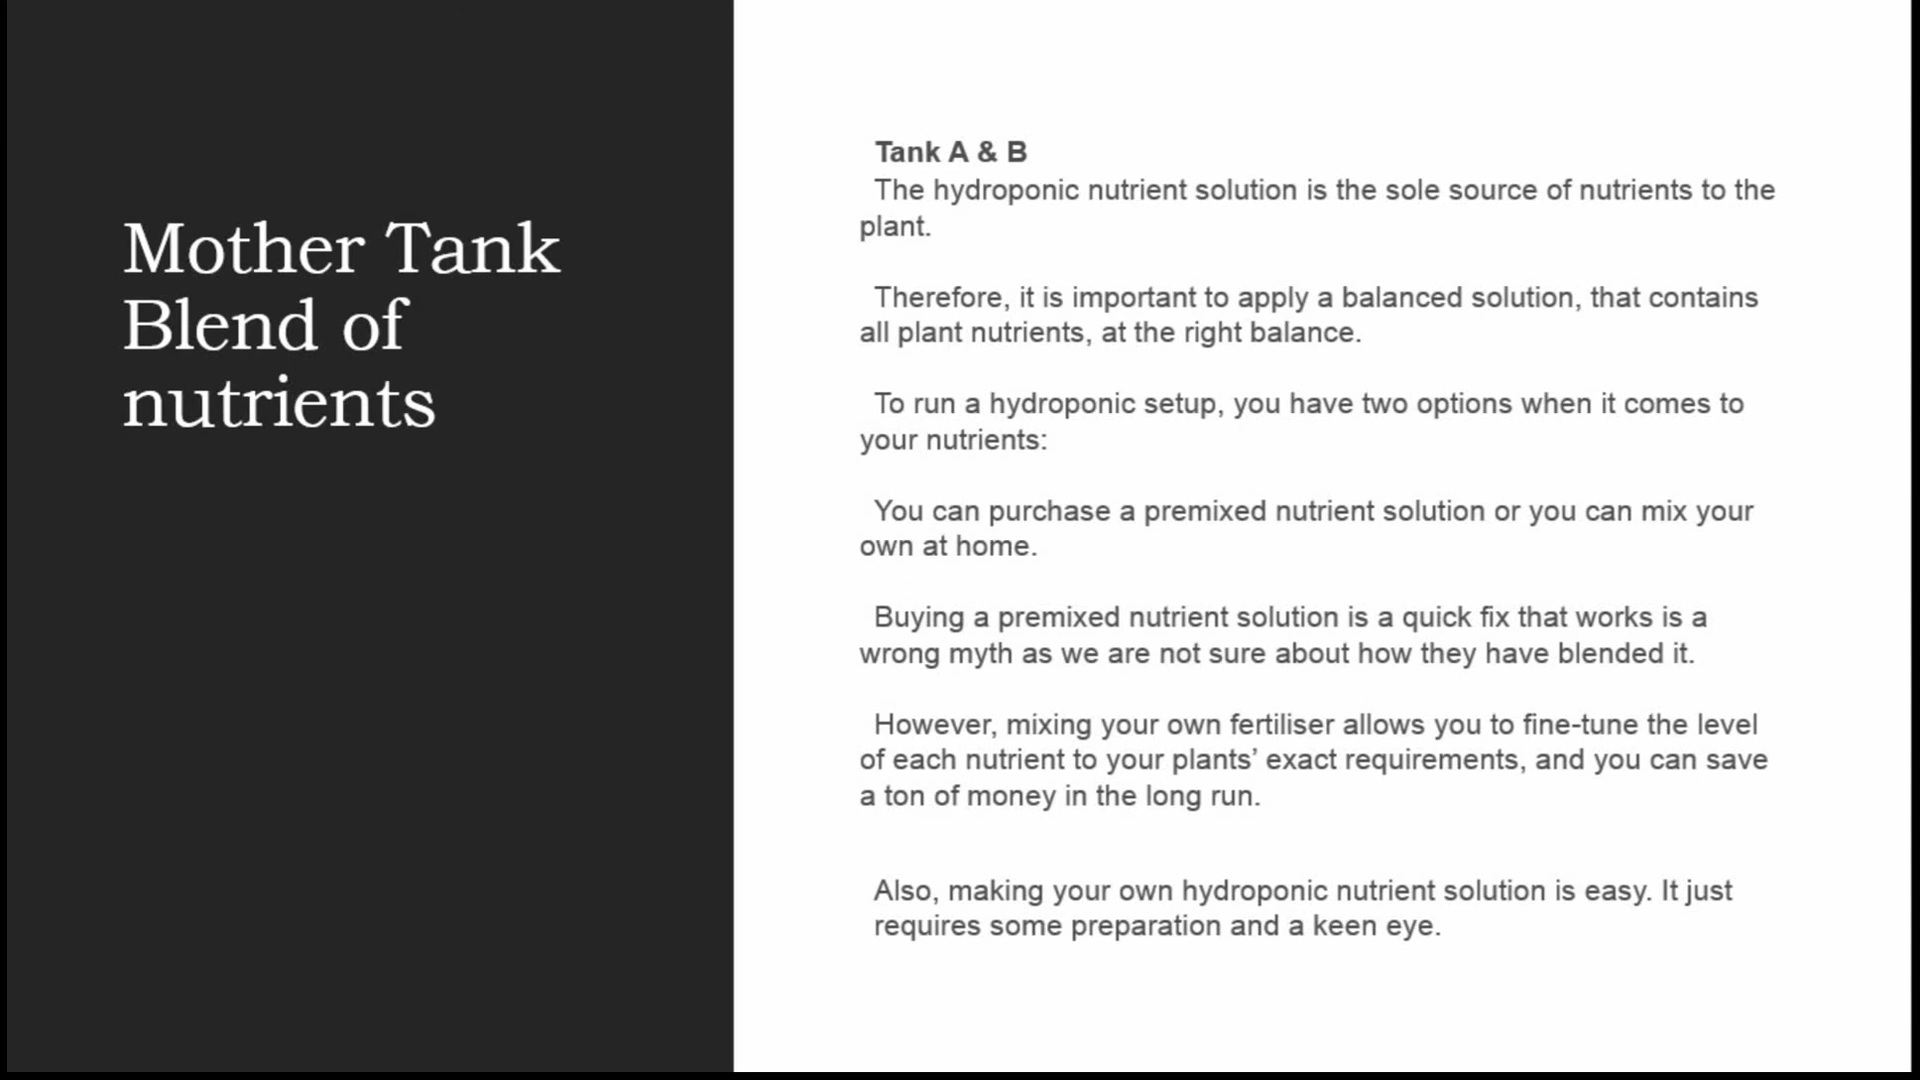 Mother Tank
Blend of
nutrients
Tank A & B
The hydroponic nutrient solution is the sole source of nutrients to the
plant.
Therefore, it is important to apply a balanced solution, that contains
all plant nutrients, at the right balance.
To run a hydroponic setup, you have two options when it comes to
your nutrients:
You can purchase a premixed nutrient solution or you can mix your
own at home.
Buying a premixed nutrient solution is a quick fix that works is a
wrong myth as we are not sure about how they have blended it.
However, mixing your own fertiliser allows you to fine-tune the level
of each nutrient to your plants’ exact requirements, and you can save
a ton of money in the long run.
Also, making your own hydroponic nutrient solution is easy. It just
requires some preparation and a keen eye.